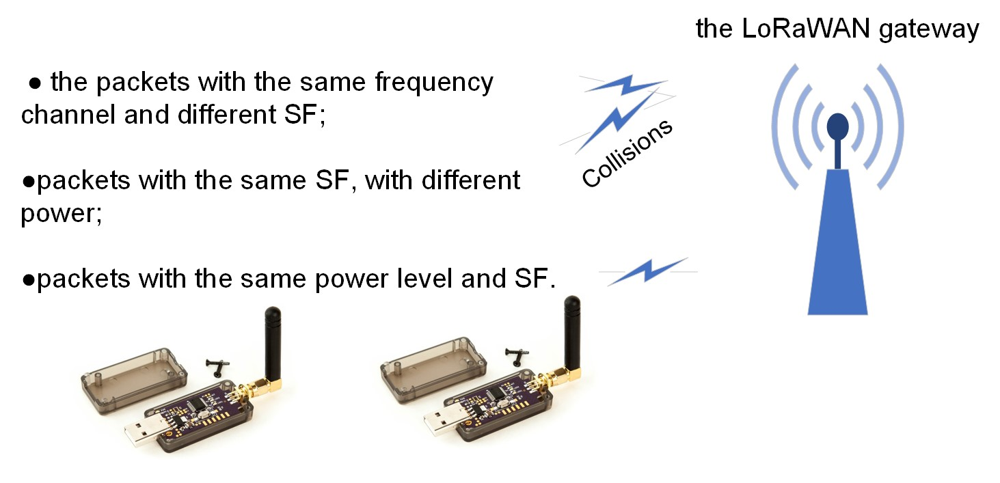 the LoRaWAN gateway
● the packets with the same frequency
channel and different SF;
●packets with the same SF, with different
power;
●packets with the same power level and SF.
Collisions